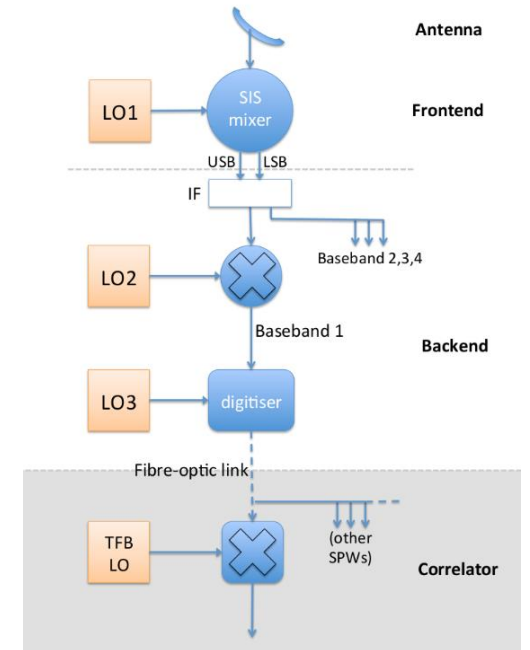 Antenna
LO1
SIS
mixer
Frontend
USB
LSB
IF
Baseband 2,3,4
LO2
Baseband 1
Backend
LO3
digitiser
Fibre-optic link
TFB
LO
(other
SPWs)
Correlator